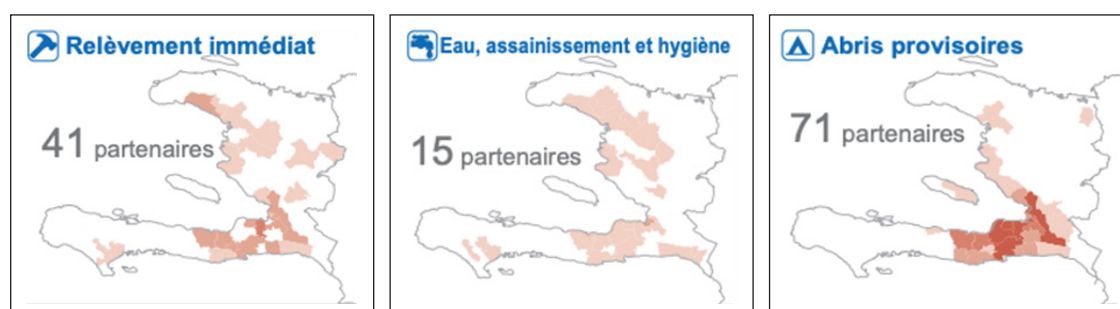 Relèvement immédiat
41 partenaires
Eau, assainissement et hygiène
15 partenaires
Abris provisoires
71 partenaires